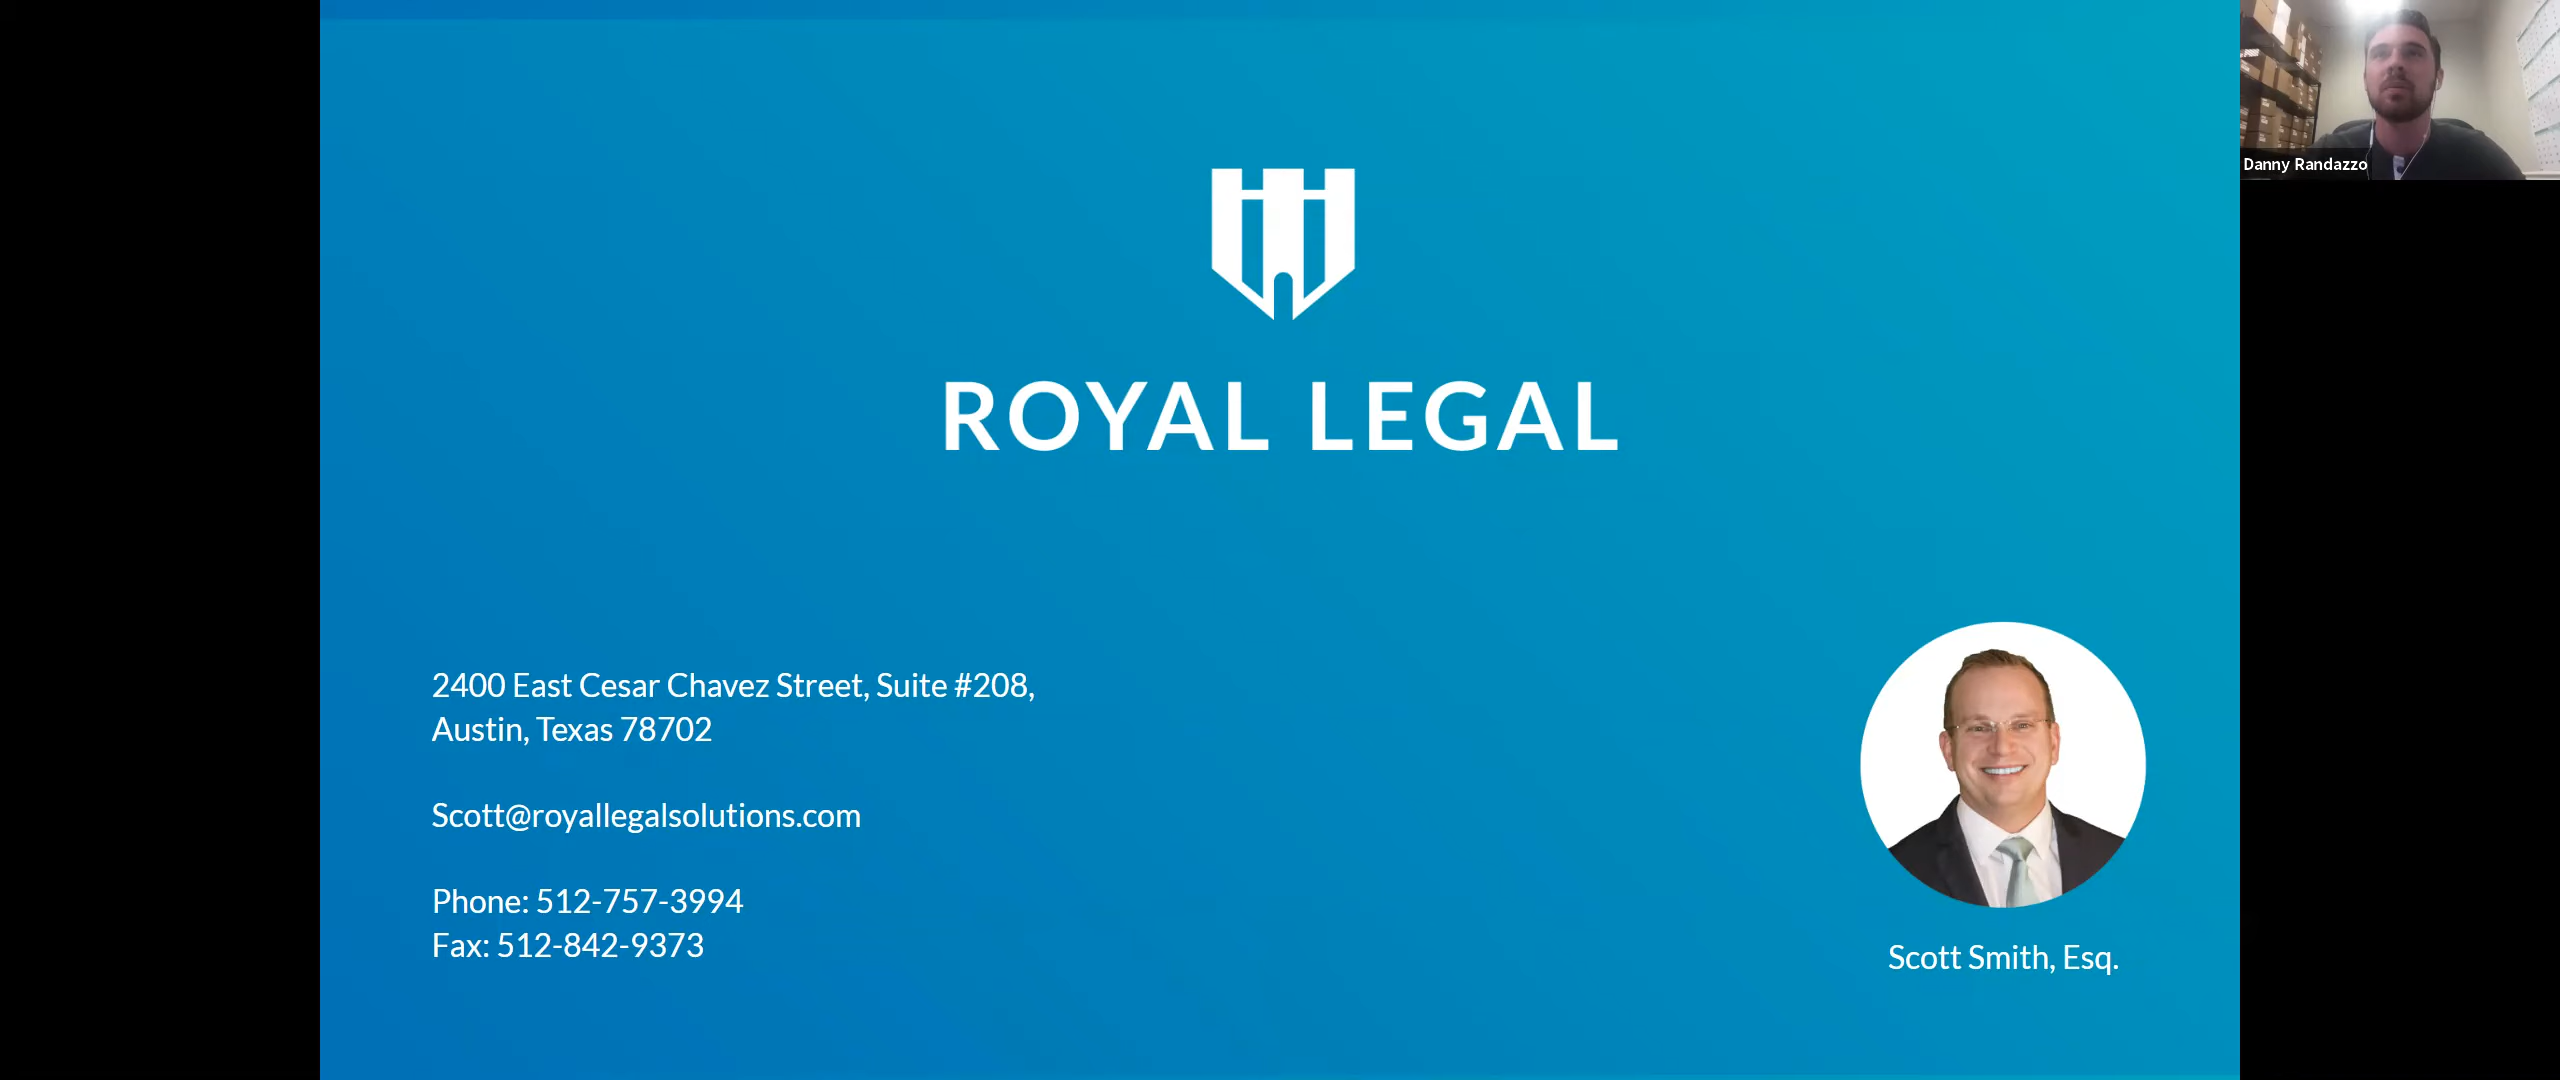 Danny Randazzo
ROYAL LEGAL
2400 East Cesar Chavez Street, Suite #208,
Austin, Texas 78702
Scott@royallegalsolutions.com
Phone: 512-757-3994
Fax: 512-842-9373
Scott Smith, Esq.